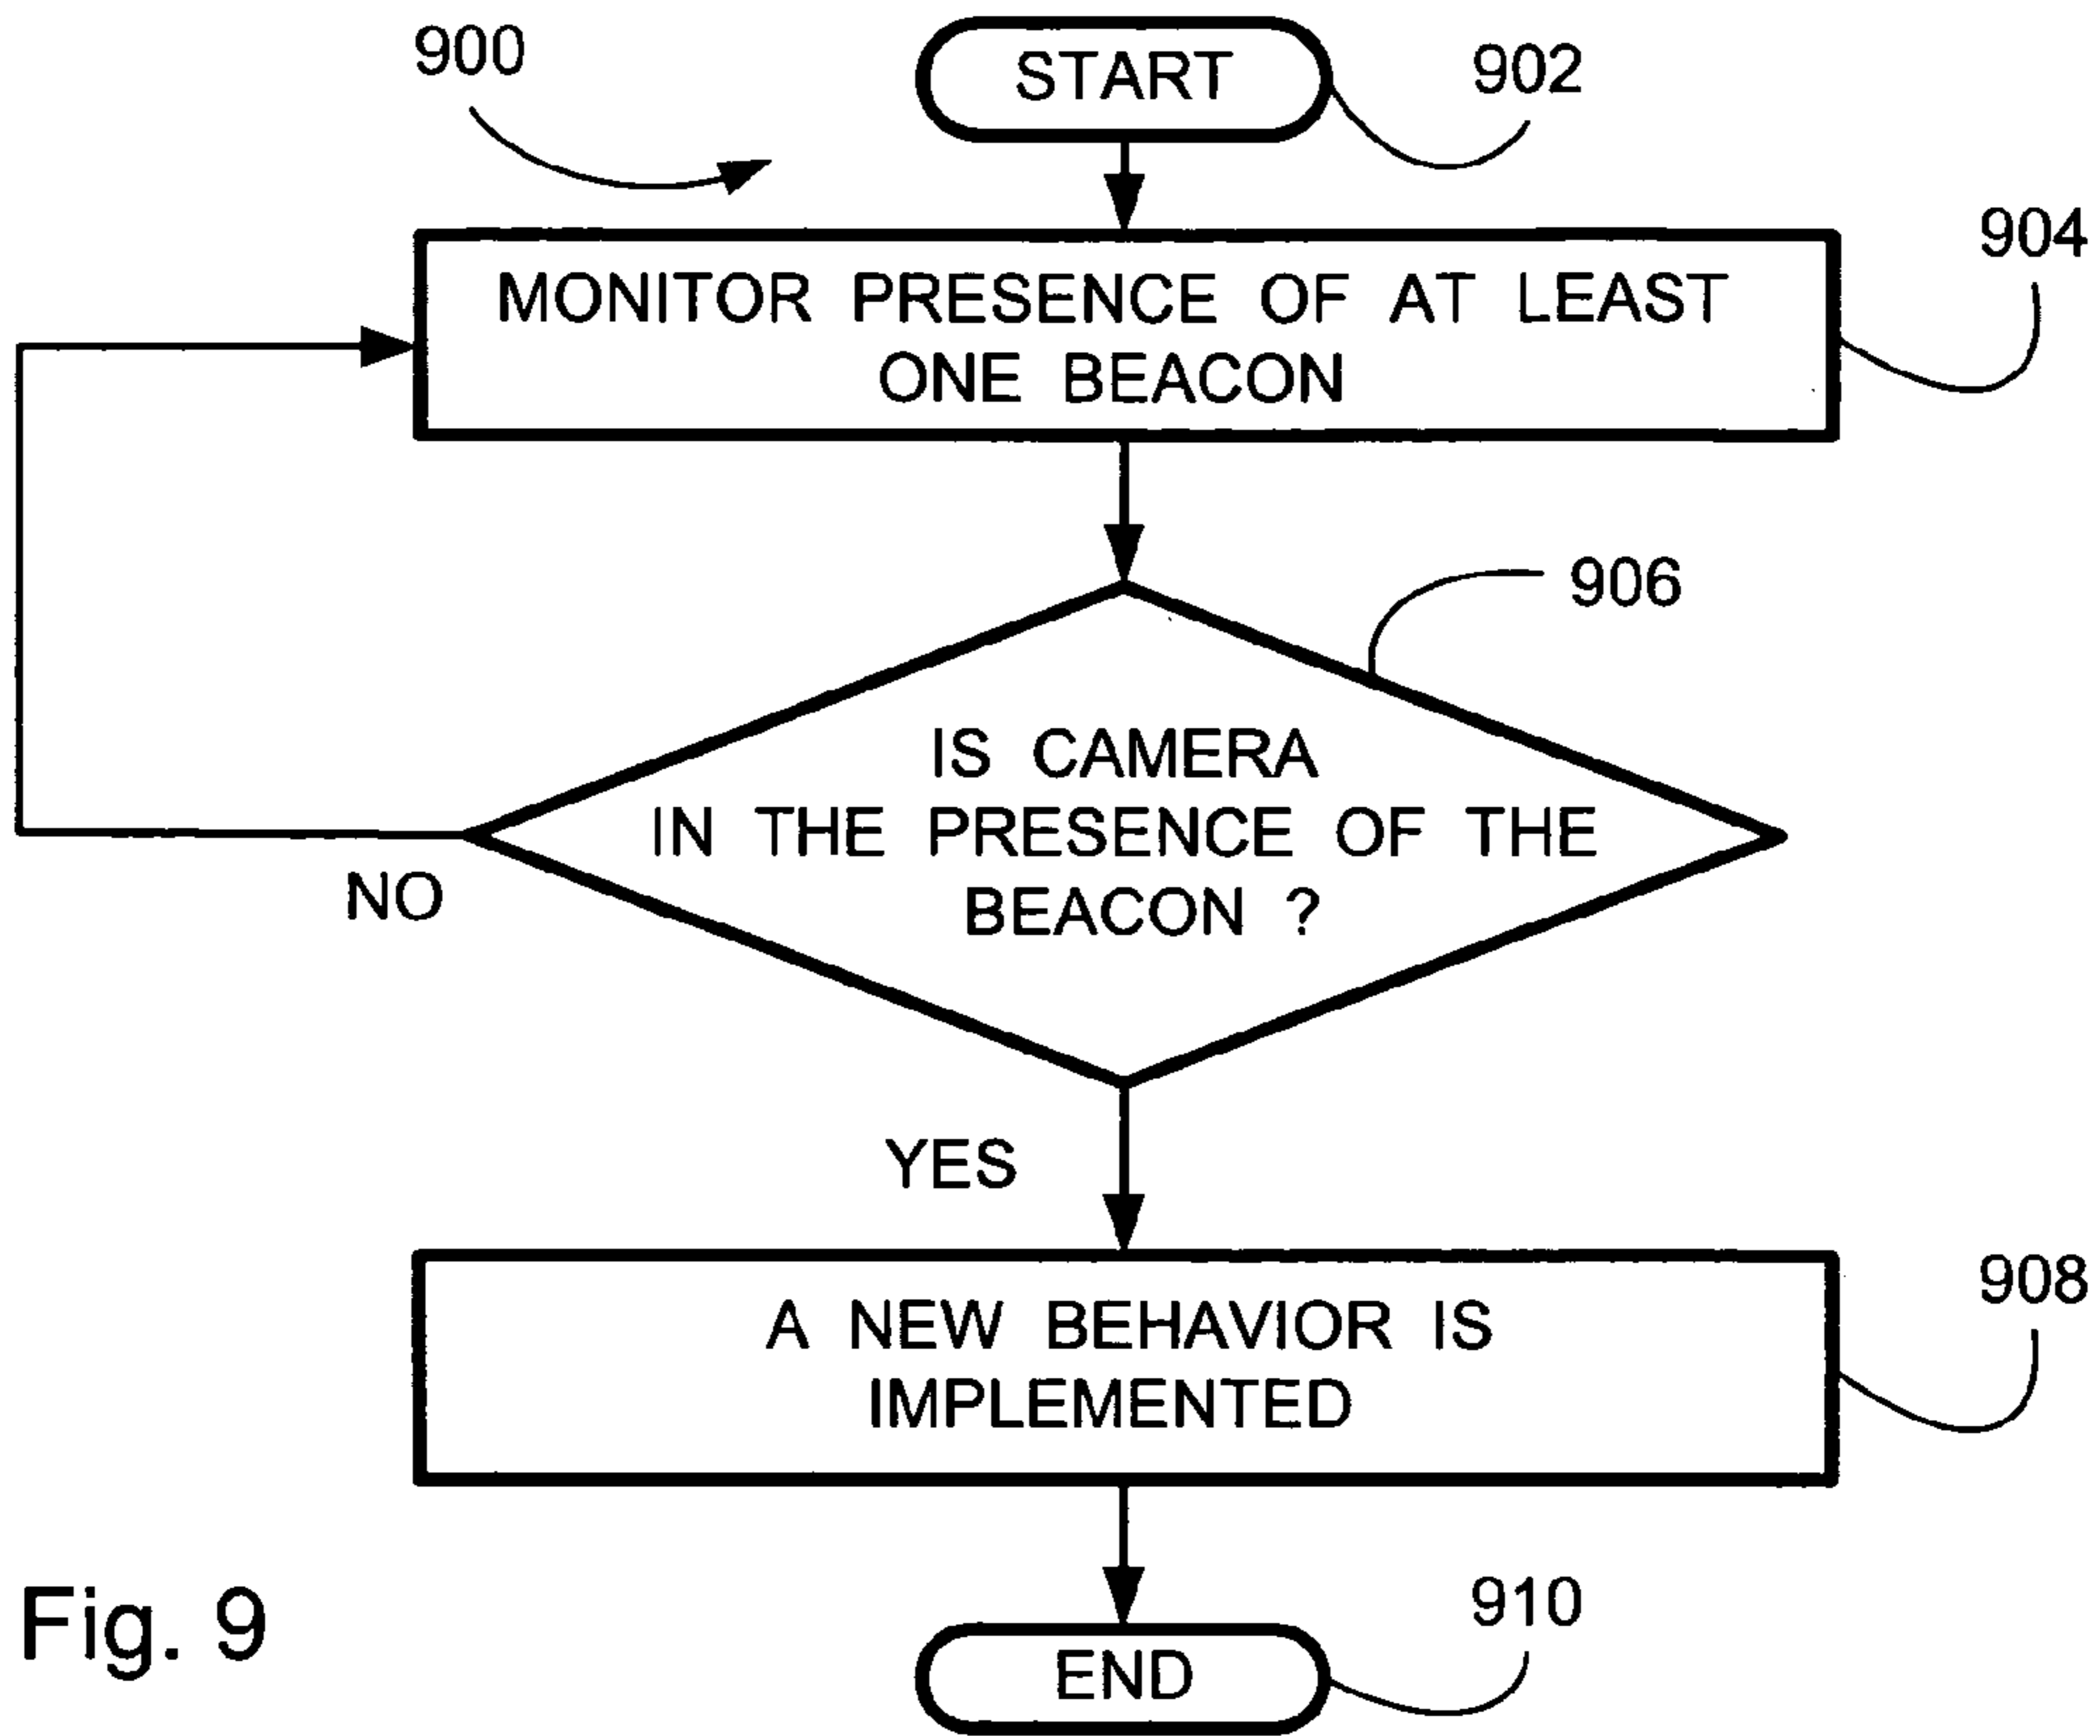 900
START
902
904
MONITOR PRESENCE OF AT LEAST
ONE BEACON
906
IS CAMERA
IN THE PRESENCE OF THE
BEACON ?
NO
YES
908
A NEW BEHAVIOR IS
IMPLEMENTED
910
END
Fig. 9